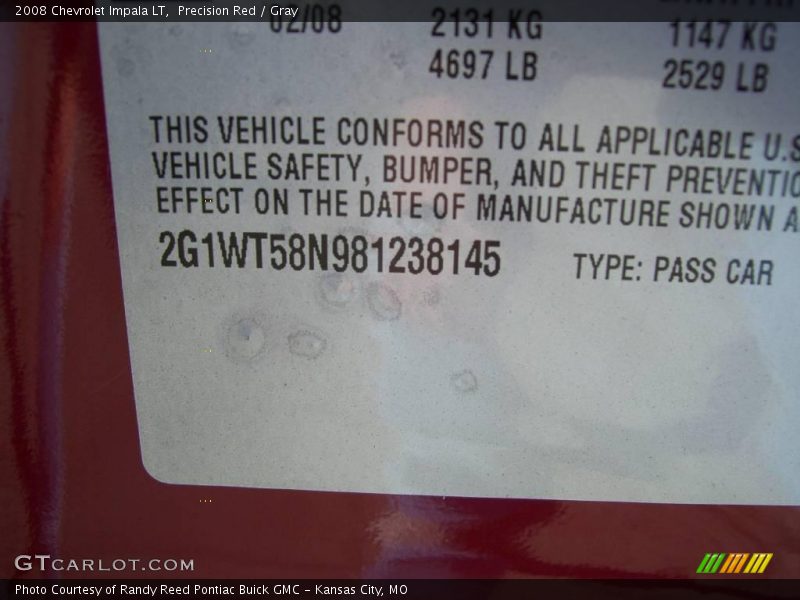 2008 Chevrolet Impala LT, Precision Red / Gray
02/08 2131 KG 1147 KG
4697 LB 2529 LB
THIS VEHICLE CONFORMS TO ALL APPLICABLE U.S
VEHICLE SAFETY, BUMPER, AND THEFT PREVENTIO
EFFECT ON THE DATE OF MANUFACTURE SHOWN A
2G1WT58N981238145 TYPE: PASS CAR
GTCARLOT.COM
Photo Courtesy of Randy Reed Pontiac Buick GMC - Kansas City, MO